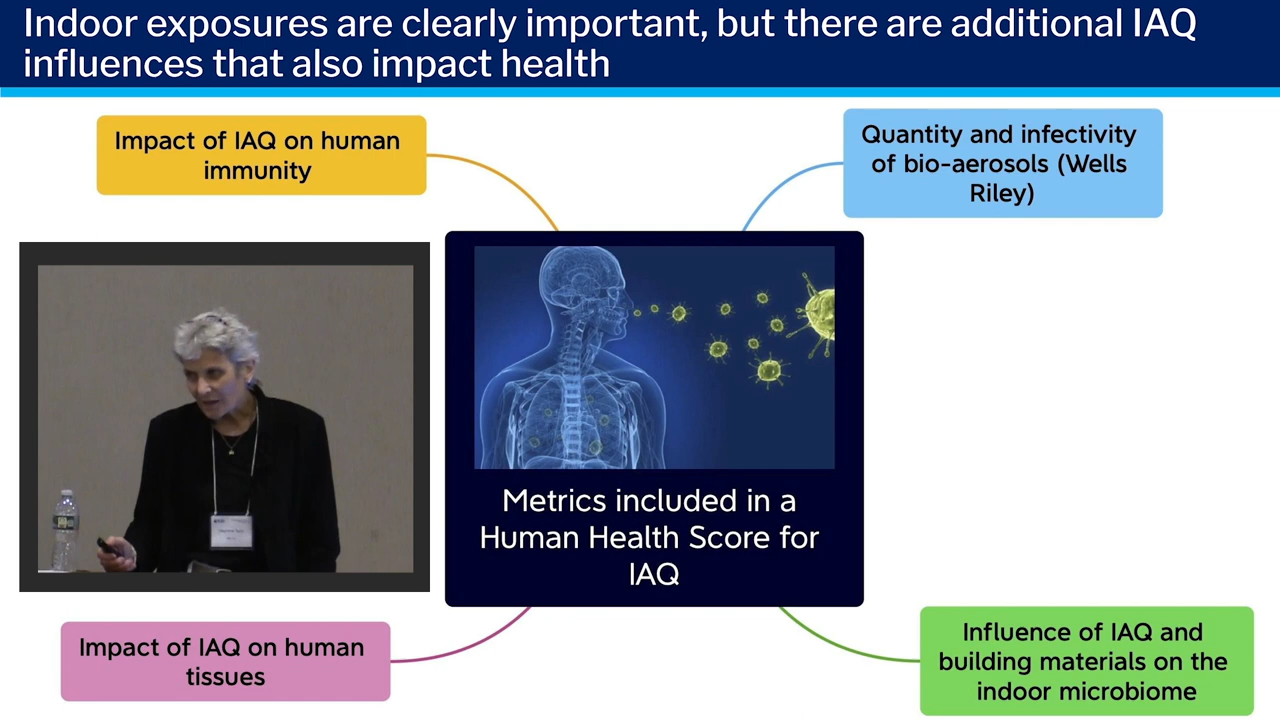 Indoor exposures are clearly important, but there are additional IAQ
influences that also impact health
Impact of IAQ on human
immunity
Quantity and infectivity
of bio-aerosols (Wells
Riley)
Metrics included in a
Human Health Score for
IAQ
Impact of IAQ on human
tissues
Influence of IAQ and
building materials on the
indoor microbiome